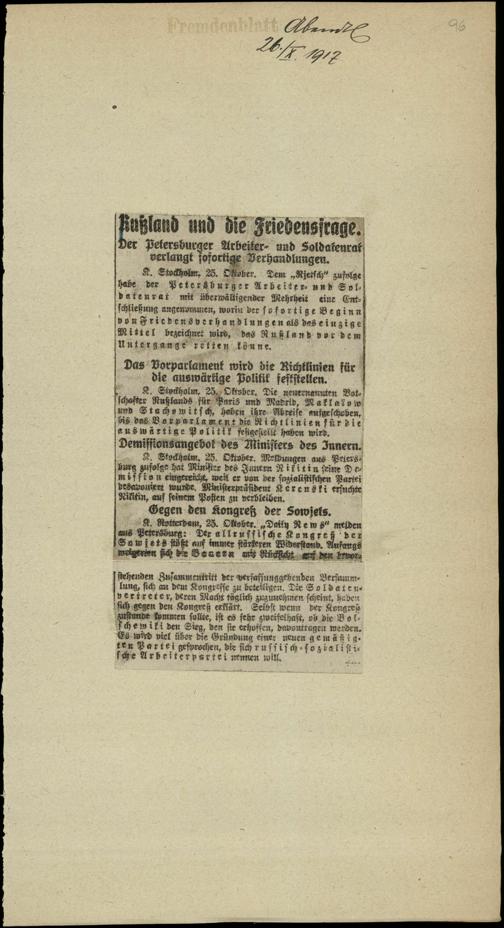 Fremdenblatt
Abendbl
96
26./X. 1917
Rußland und die Friedensfrage.
Der Petersburger Arbeiter- und Soldatenrat
verlangt sofortige Verhandlungen.
K. Stockholm, 25. Oktober. Dem „Rjetsch" zufolge
habe der Petersburger Arbeiter- und Sol-
datenrat mit überwältigender Mehrheit eine Ent-
schließung angenommen, worin der sofortige Beginn
von Friedensverhandlungen als das einzige
Mittel bezeichnet wird, das Rußland vor dem
Untergange retten könne.
Das Vorparlament wird die Richtlinien für
die auswärtige Politik feststellen.
K. Stockholm, 25. Oktober. Die neuernannten Bot-
schafter Rußlands für Paris und Madrid, Maklakow
und Stachowitsch, haben ihre Abreise aufgeschoben,
bis das Vorparlament die Richtlinien für die
auswärtige Politik festgestellt haben wird.
Demissionsangebot des Ministers des Innern.
K. Stockholm, 25. Oktober. Meldungen aus Peters-
burg zufolge hat Minister des Innern Nikitin seine De-
mission eingereicht, weil er von der sozialistischen Partei
desavouiert wurde. Ministerpräsident Kerenski ersuchte
Nikitin, auf seinem Posten zu verbleiben.
Gegen den Kongreß der Sowjets.
K. Rotterdam, 25. Oktober. „Daily News" melden
aus Petersburg: Der allrussische Kongreß der
Sowjets stößt auf immer stärkeren Widerstand. Anfangs
weigerten sich die Bauern mit Rücksicht auf den bevor-
stehenden Zusammentritt der verfassunggebenden Versamm-
lung, sich an dem Kongresse zu beteiligen. Die Soldaten-
vertreter, deren Macht täglich zuzunehmen scheint, haben
sich gegen den Kongreß erklärt. Selbst wenn der Kongreß
zustande kommen sollte, ist es sehr zweifelhaft, ob die Bol-
schewiki den Sieg, den sie erhoffen, davontragen werden.
Es wird viel über die Gründung einer neuen gemäßig-
ten Partei gesprochen, die sich russisch-sozialisti-
sche Arbeiterpartei nennen will.